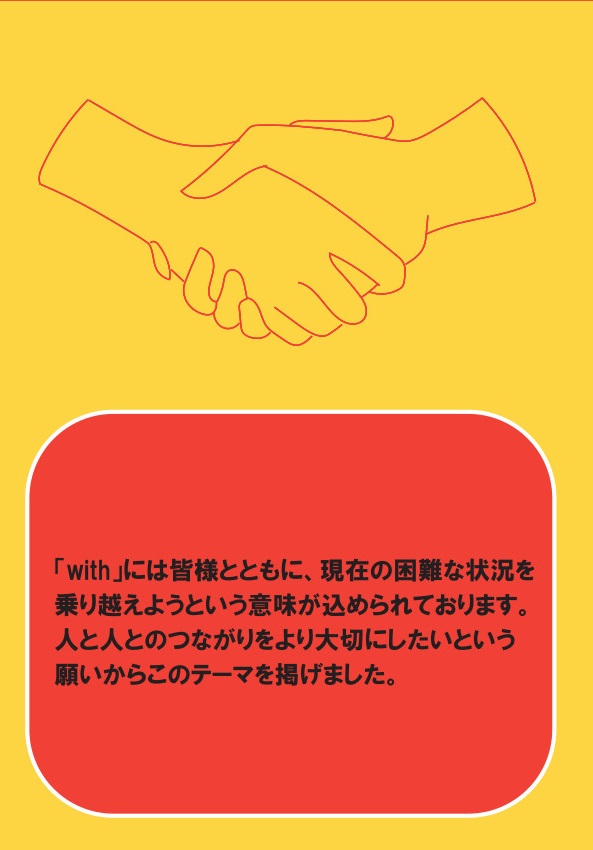 「with」には皆様とともに、現在の困難な状況を
乗り越えようという意味が込められております。
人と人とのつながりをより大切にしたいという
願いからこのテーマを掲げました。